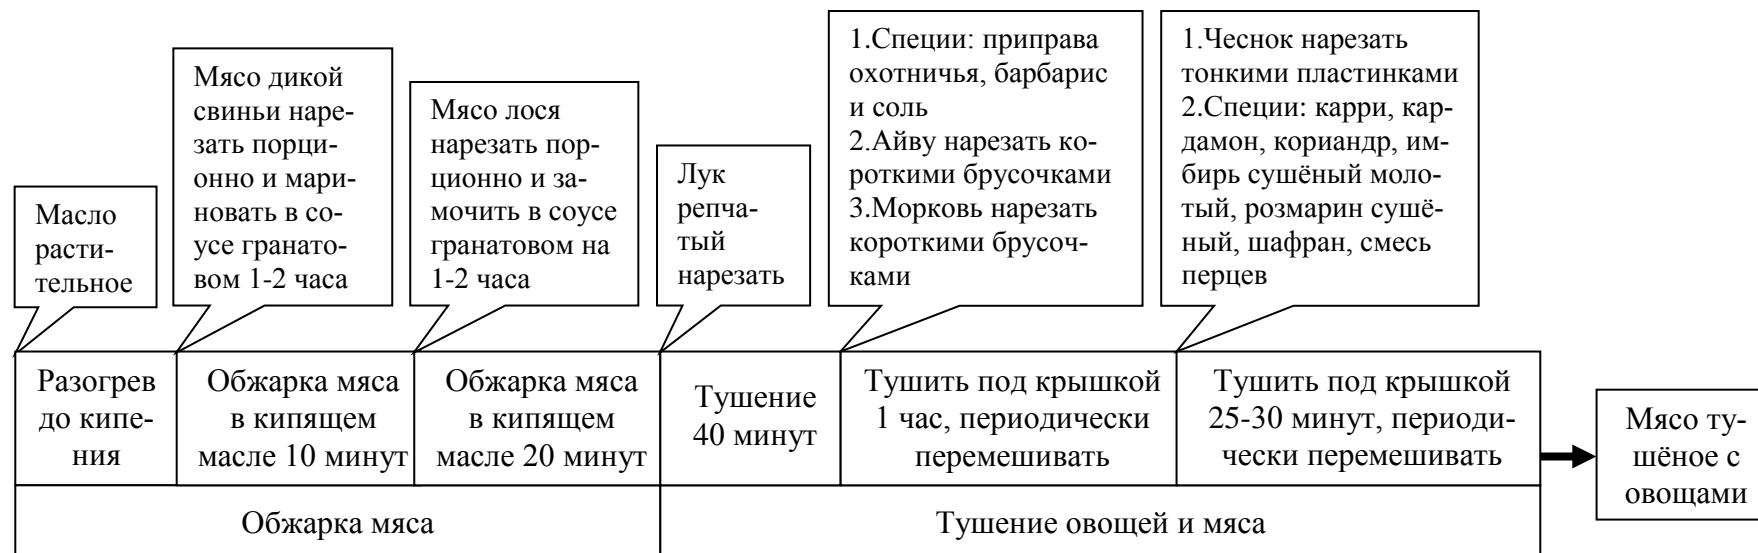 Масло
расти-
тельное
Мясо дикой
свиньи наре-
зать порци-
онно и мари-
новать в со-
усе гранато-
вом 1-2 часа
Мясо лося
нарезать пор-
ционно и за-
мочить в соусе
гранатовом на
1-2 часа
Лук
репча-
тый
нарезать
1.Специи: приправа
охотничья, барбарис
и соль
2.Айву нарезать ко-
роткими брусочками
3.Морковь нарезать
короткими брусоч-
ками
1.Чеснок нарезать
тонкими пластинками
2.Специи: карри, кар-
дамон, кориандр, им-
бирь сушёный моло-
тый, розмарин сушё-
ный, шафран, смесь
перцев
Разогрев
до кипе-
ния
Обжарка мяса
в кипящем
масле 10 минут
Обжарка мяса
в кипящем
масле 20 минут
Тушение
40 минут
Тушить под крышкой
1 час, периодически
перемешивать
Тушить под крышкой
25-30 минут, периоди-
чески перемешивать
Мясо ту-
шёное с
овощами
Обжарка мяса
Тушение овощей и мяса